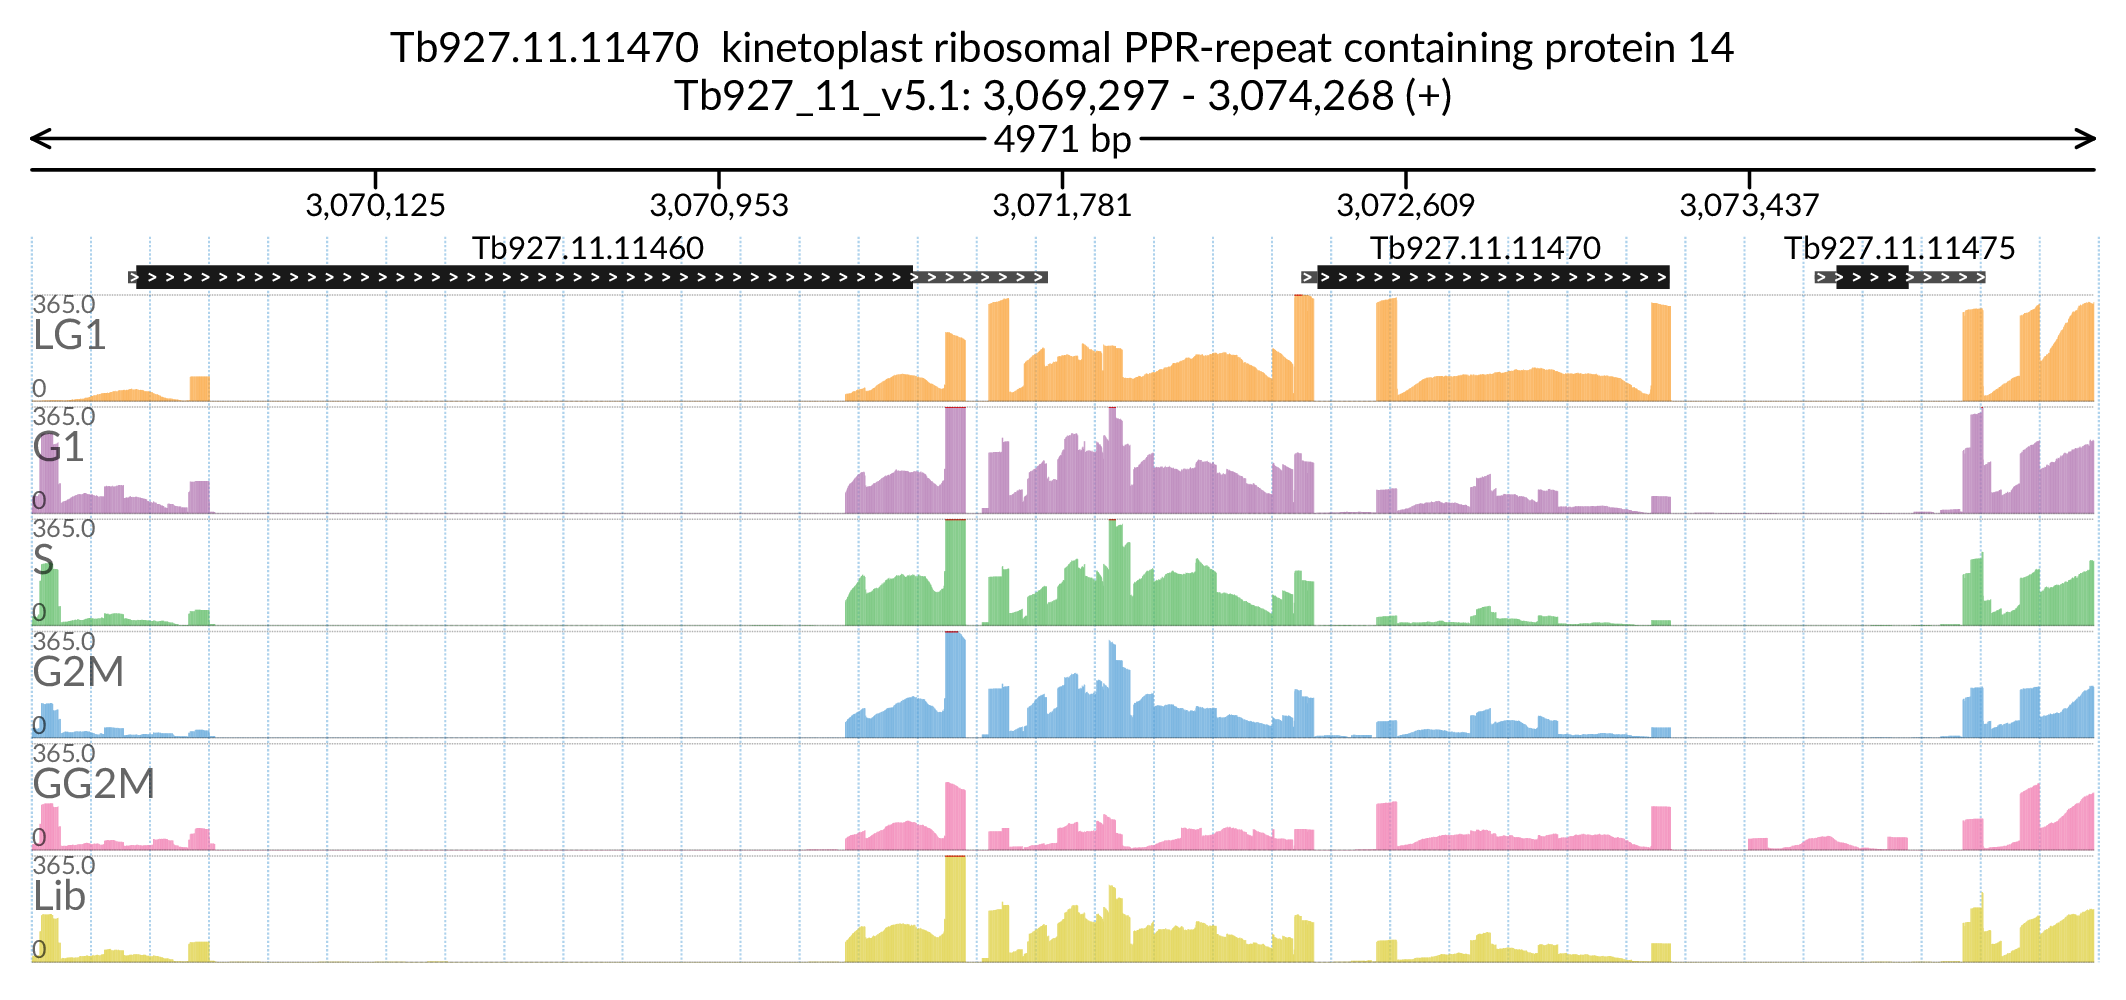 Tb927.11.11470  kinetoplast ribosomal PPR-repeat containing protein 14
Tb927_11_v5.1: 3,069,297 - 3,074,268 (+)
4971 bp
3,070,125 3,070,953 3,071,781 3,072,609 3,073,437
Tb927.11.11460 Tb927.11.11470 Tb927.11.11475
365.0
LG1
0
365.0
G1
0
365.0
S
0
365.0
G2M
0
365.0
GG2M
0
365.0
Lib
0